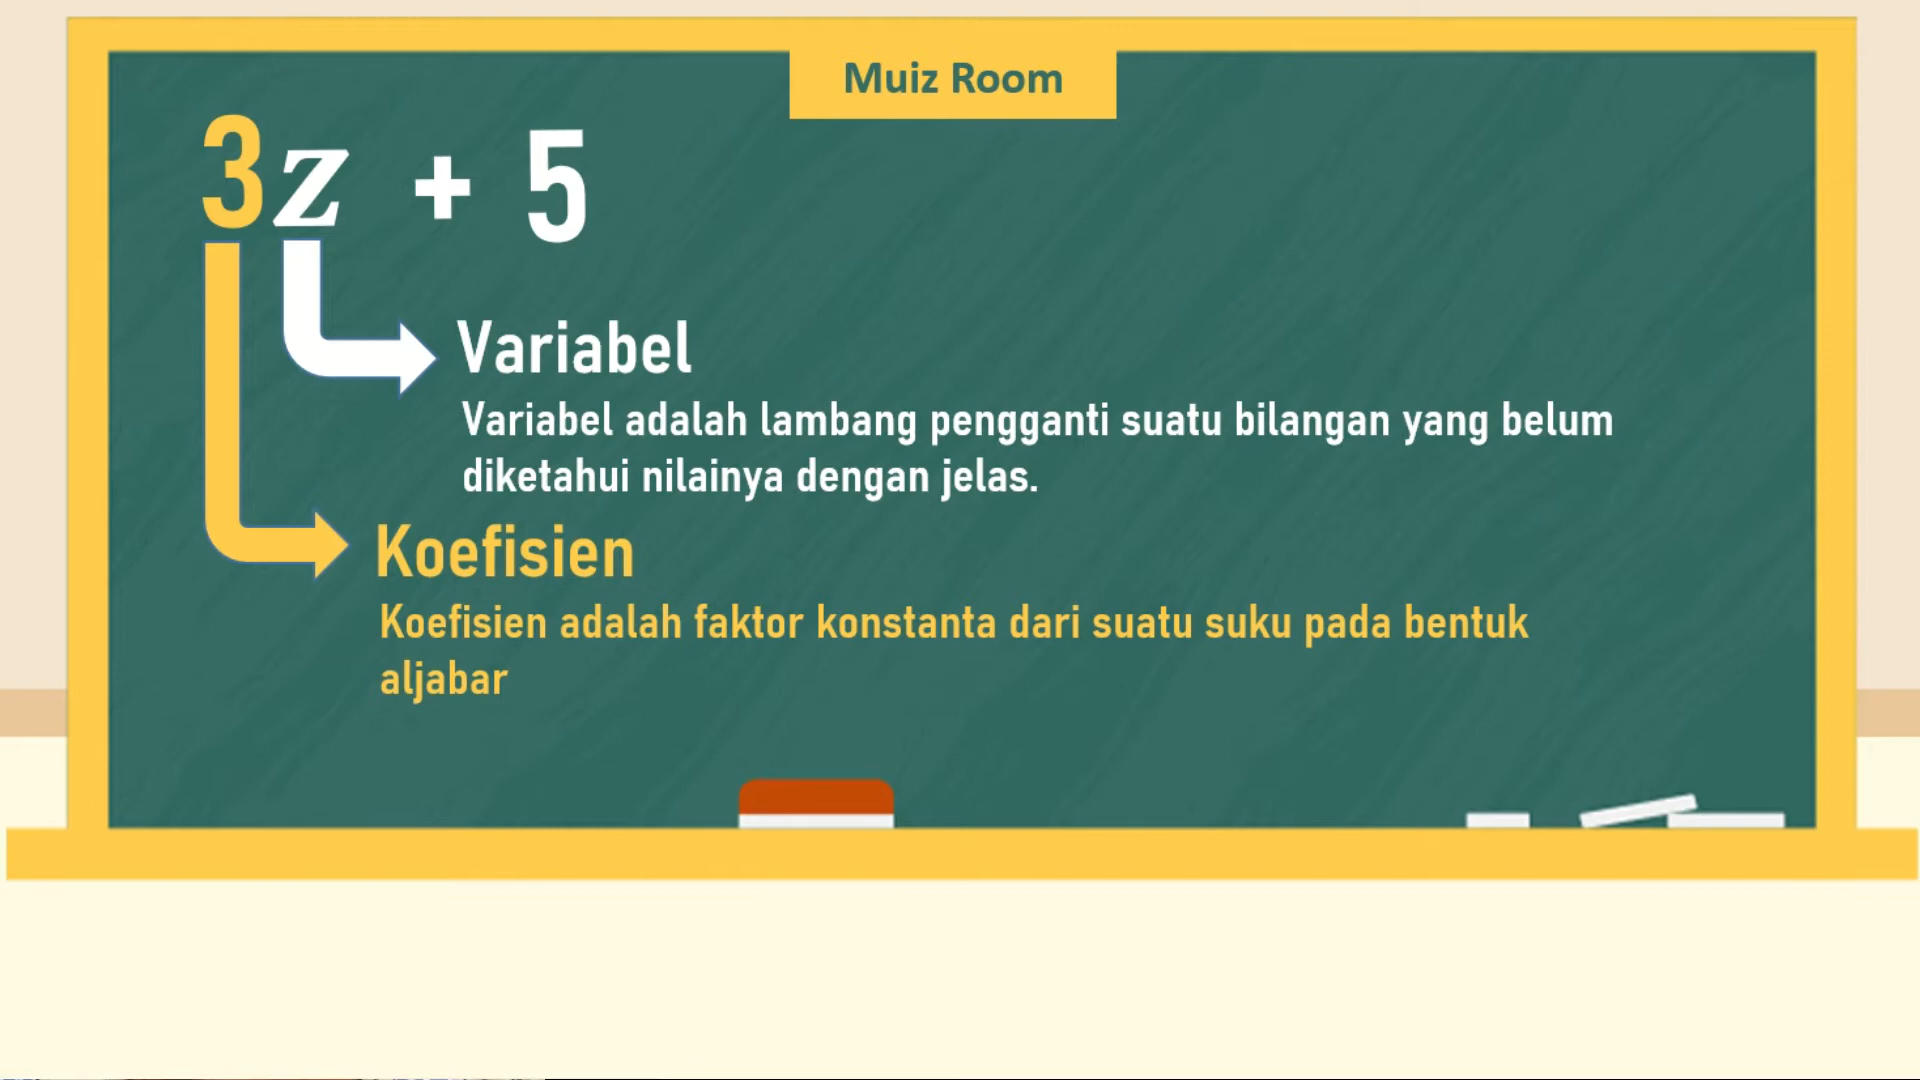 Muiz Room
3z + 5
Variabel
Variabel adalah lambang pengganti suatu bilangan yang belum
diketahui nilainya dengan jelas.
Koefisien
Koefisien adalah faktor konstanta dari suatu suku pada bentuk
aljabar